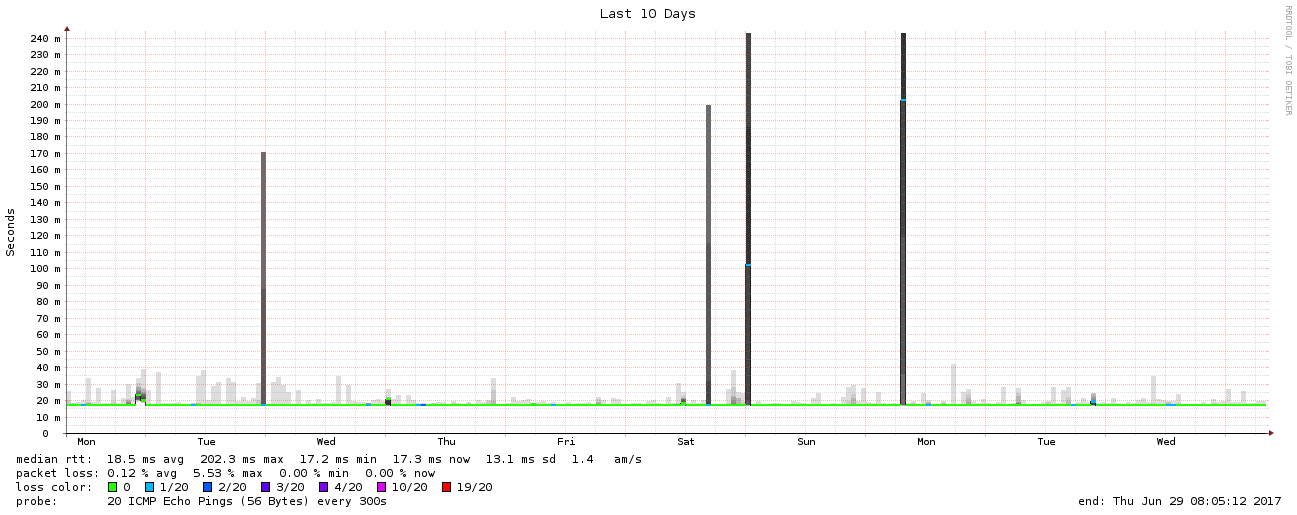 Last 10 Days
RRDTOOL / TOBI OETIKER
Seconds
240 m
230 m
220 m
210 m
200 m
190 m
180 m
170 m
160 m
150 m
140 m
130 m
120 m
110 m
100 m
90 m
80 m
70 m
60 m
50 m
40 m
30 m
20 m
10 m
0
Mon Tue Wed Thu Fri Sat Sun Mon Tue Wed
median rtt: 18.5 ms avg 202.3 ms max 17.2 ms min 17.3 ms now 13.1 ms sd 1.4 am/s
packet loss: 0.12 % avg 5.53 % max 0.00 % min 0.00 % now
loss color: 0 1/20 2/20 3/20 4/20 10/20 19/20
probe: 20 ICMP Echo Pings (56 Bytes) every 300s end: Thu Jun 29 08:05:12 2017